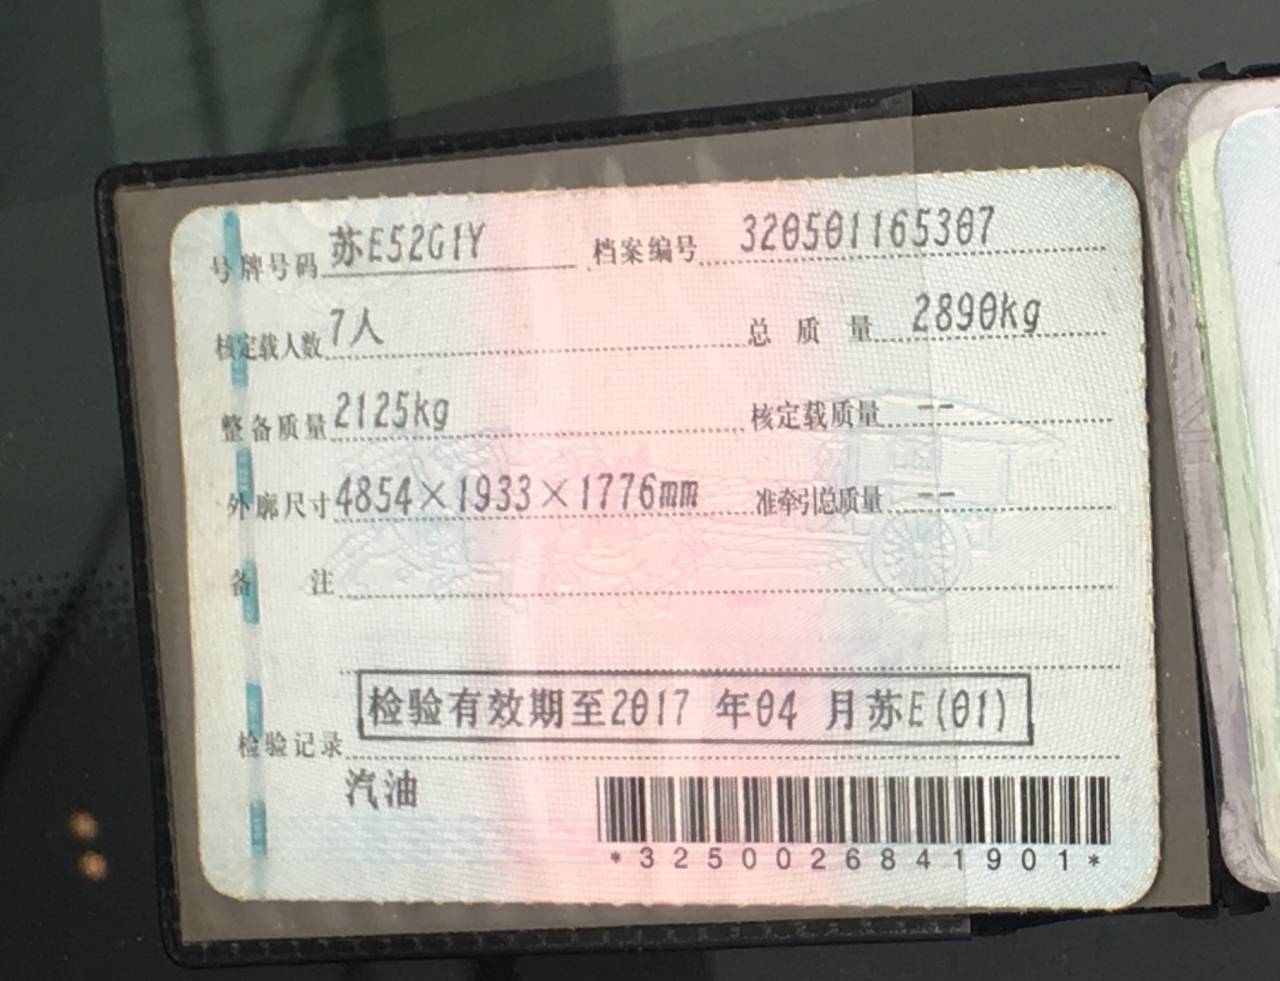 号牌号码 苏E52G1Y 档案编号 320501165307
核定载人数 7人 总质量 2890kg
整备质量 2125kg 核定载质量 --
外廓尺寸 4854×1933×1776mm 准牵引总质量 --
备注
检验有效期至2017 年04 月苏E(01)
检验记录
汽油
*3250026841901*